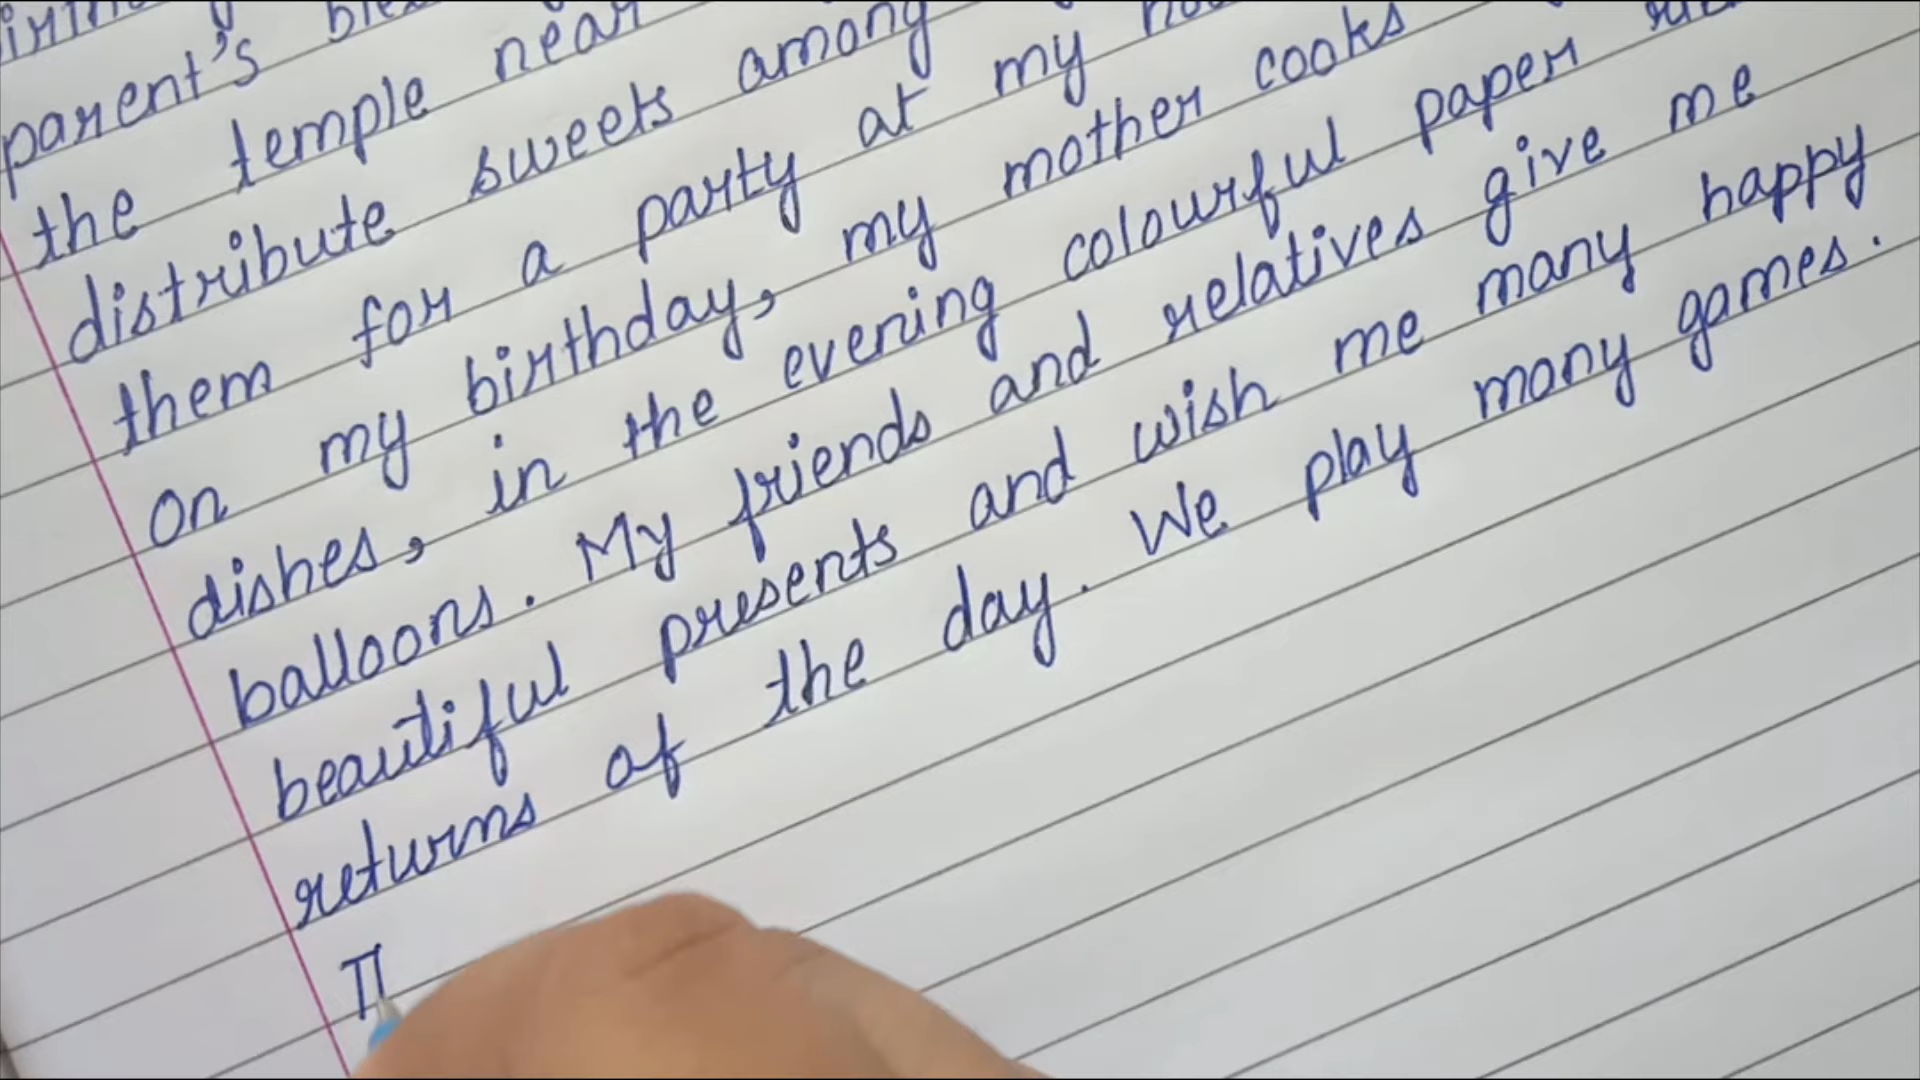 parent's
the temple near
distribute sweets among
them for a party at my
on my birthday, my mother cooks
dishes, in the evening colourful paper
balloons. My friends and relatives give me
beautiful presents and wish me many happy
returns of the day. We play many games.